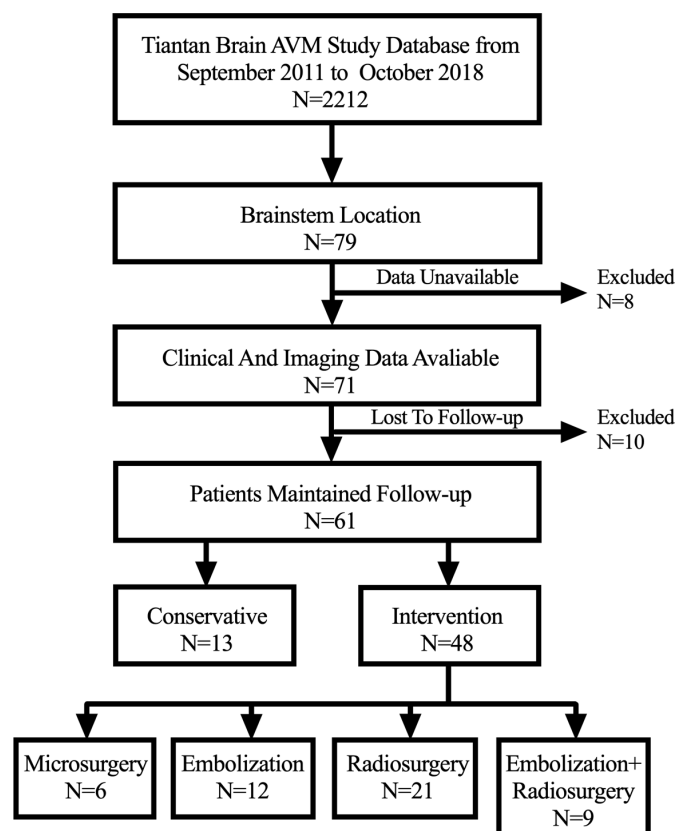 Tiantan Brain AVM Study Database from
September 2011 to October 2018
N=2212
Brainstem Location
N=79
Data Unavailable
Excluded
N=8
Clinical And Imaging Data Avaliable
N=71
Lost To Follow-up
Excluded
N=10
Patients Maintained Follow-up
N=61
Conservative
N=13
Intervention
N=48
Microsurgery
N=6
Embolization
N=12
Radiosurgery
N=21
Embolization+
Radiosurgery
N=9